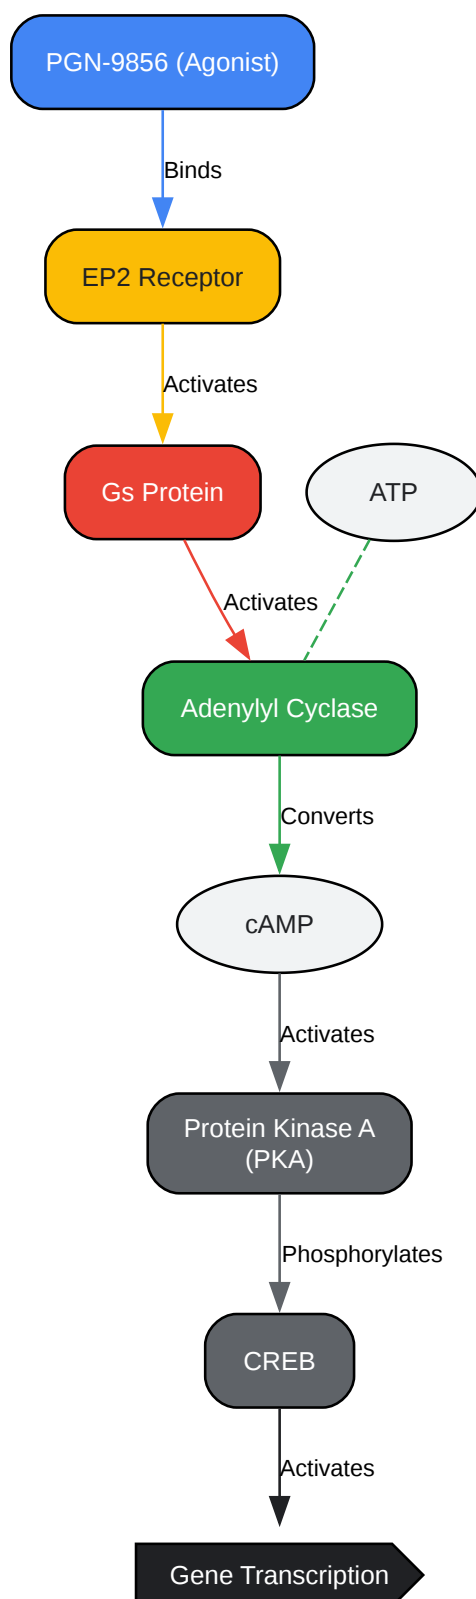 PGN-9856 (Agonist)
Binds
EP2 Receptor
Activates
Gs Protein
ATP
Activates
Adenylyl Cyclase
Converts
cAMP
Activates
Protein Kinase A
(PKA)
Phosphorylates
CREB
Activates
Gene Transcription